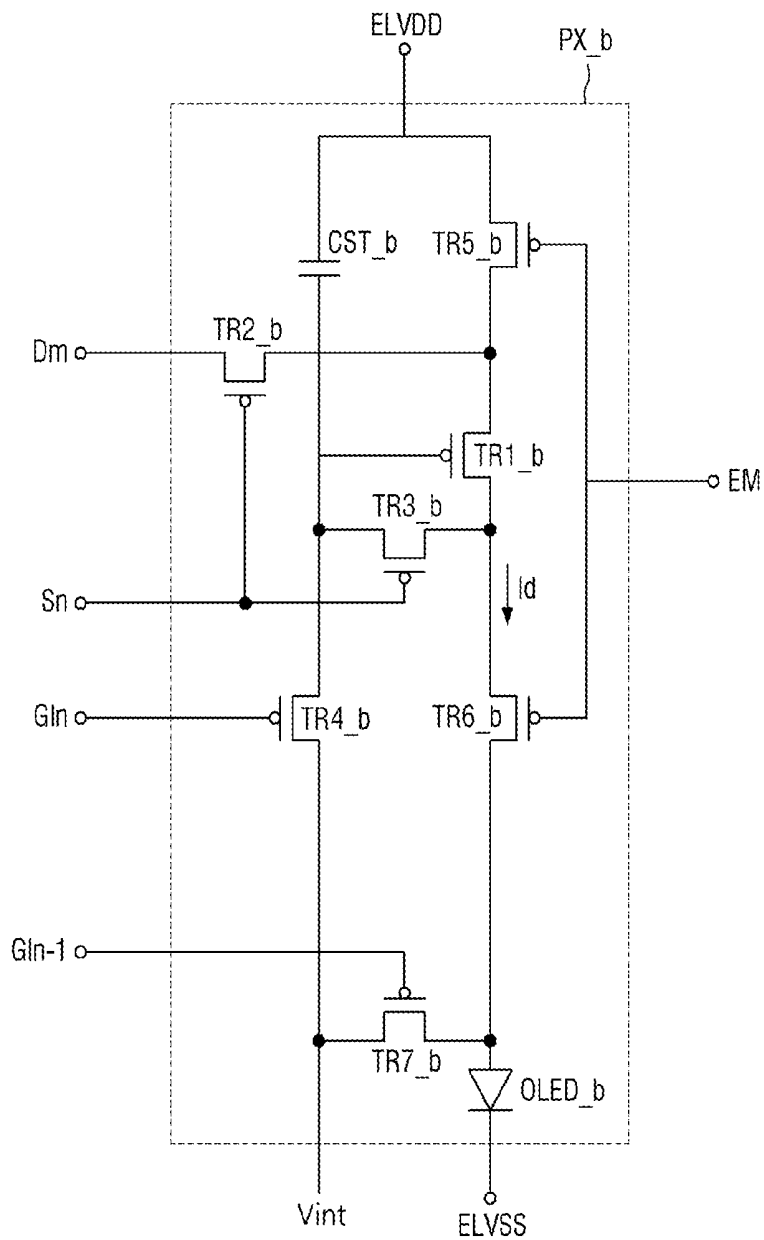 ELVDD
PX_b
CST_b
TR5_b
TR2_b
Dm
TR1_b
EM
TR3_b
Id
Sn
GIn
TR4_b
TR6_b
GIn-1
TR7_b
OLED_b
Vint
ELVSS